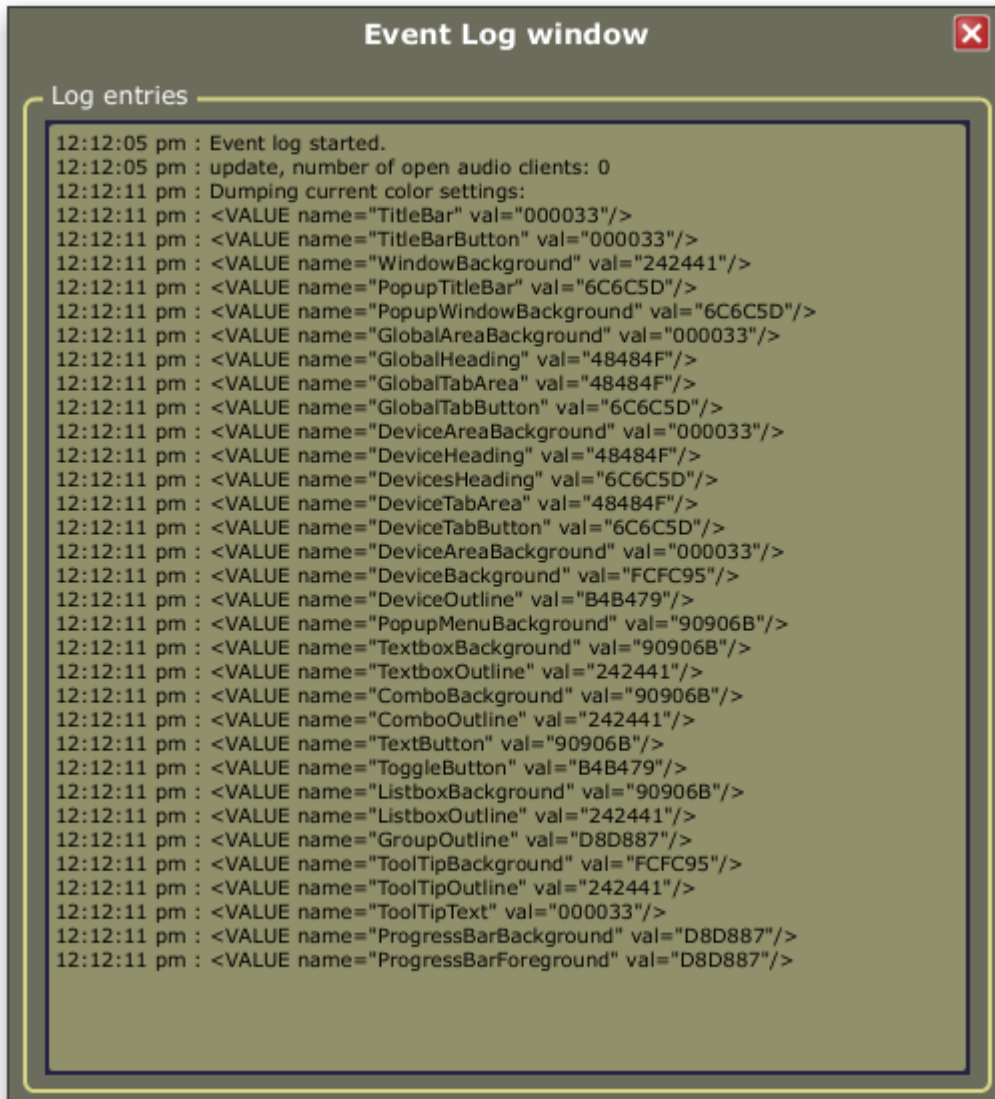 Event Log window
Log entries
12:12:05 pm : Event log started.
12:12:05 pm : update, number of open audio clients: 0
12:12:11 pm : Dumping current color settings:
12:12:11 pm : <VALUE name="TitleBar" val="000033"/>
12:12:11 pm : <VALUE name="TitleBarButton" val="000033"/>
12:12:11 pm : <VALUE name="WindowBackground" val="242441"/>
12:12:11 pm : <VALUE name="PopupTitleBar" val="6C6C5D"/>
12:12:11 pm : <VALUE name="PopupWindowBackground" val="6C6C5D"/>
12:12:11 pm : <VALUE name="GlobalAreaBackground" val="000033"/>
12:12:11 pm : <VALUE name="GlobalHeading" val="48484F"/>
12:12:11 pm : <VALUE name="GlobalTabArea" val="48484F"/>
12:12:11 pm : <VALUE name="GlobalTabButton" val="6C6C5D"/>
12:12:11 pm : <VALUE name="DeviceAreaBackground" val="000033"/>
12:12:11 pm : <VALUE name="DeviceHeading" val="48484F"/>
12:12:11 pm : <VALUE name="DevicesHeading" val="6C6C5D"/>
12:12:11 pm : <VALUE name="DeviceTabArea" val="48484F"/>
12:12:11 pm : <VALUE name="DeviceTabButton" val="6C6C5D"/>
12:12:11 pm : <VALUE name="DeviceAreaBackground" val="000033"/>
12:12:11 pm : <VALUE name="DeviceBackground" val="FCFC95"/>
12:12:11 pm : <VALUE name="DeviceOutline" val="B4B479"/>
12:12:11 pm : <VALUE name="PopupMenuBackground" val="90906B"/>
12:12:11 pm : <VALUE name="TextboxBackground" val="90906B"/>
12:12:11 pm : <VALUE name="TextboxOutline" val="242441"/>
12:12:11 pm : <VALUE name="ComboBackground" val="90906B"/>
12:12:11 pm : <VALUE name="ComboOutline" val="242441"/>
12:12:11 pm : <VALUE name="TextButton" val="90906B"/>
12:12:11 pm : <VALUE name="ToggleButton" val="B4B479"/>
12:12:11 pm : <VALUE name="ListboxBackground" val="90906B"/>
12:12:11 pm : <VALUE name="ListboxOutline" val="242441"/>
12:12:11 pm : <VALUE name="GroupOutline" val="D8D887"/>
12:12:11 pm : <VALUE name="ToolTipBackground" val="FCFC95"/>
12:12:11 pm : <VALUE name="ToolTipOutline" val="242441"/>
12:12:11 pm : <VALUE name="ToolTipText" val="000033"/>
12:12:11 pm : <VALUE name="ProgressBarBackground" val="D8D887"/>
12:12:11 pm : <VALUE name="ProgressBarForeground" val="D8D887"/>